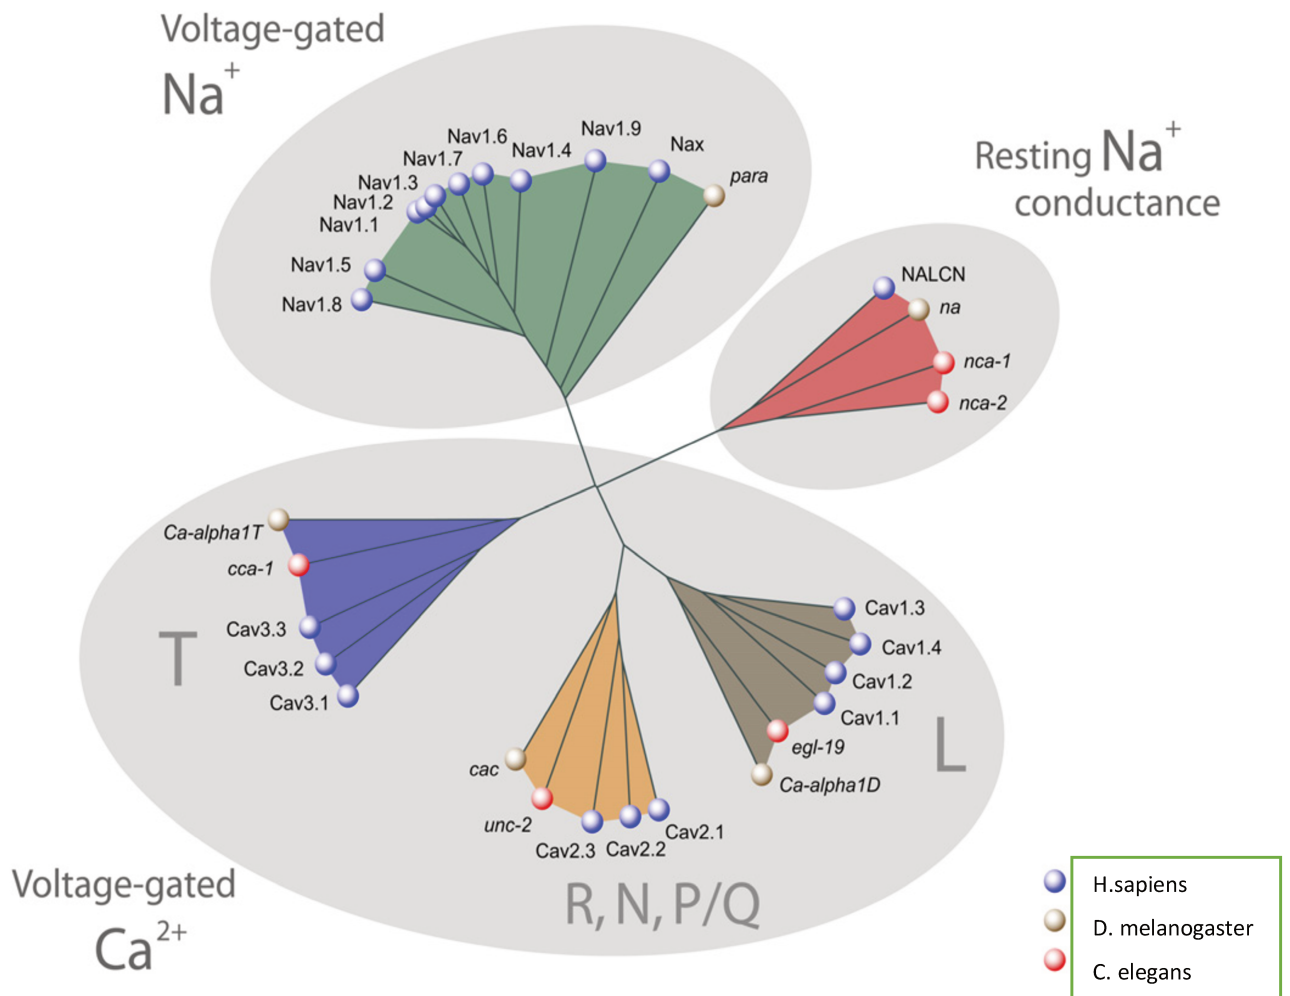 Voltage-gated
Na+
Nav1.9
Nav1.6
Nax
Nav1.4
Nav1.7
para
Nav1.3
Nav1.2
Nav1.1
Nav1.5
Nav1.8
Resting Na+
conductance
NALCN
na
nca-1
nca-2
Ca-alpha1T
cca-1
Cav3.3
T
Cav3.2
Cav3.1
Cav1.3
Cav1.4
Cav1.2
Cav1.1
egl-19
L
Ca-alpha1D
cac
unc-2
Cav2.3
Cav2.2
Cav2.1
R, N, P/Q
Voltage-gated
Ca2+
H.sapiens
D. melanogaster
C. elegans